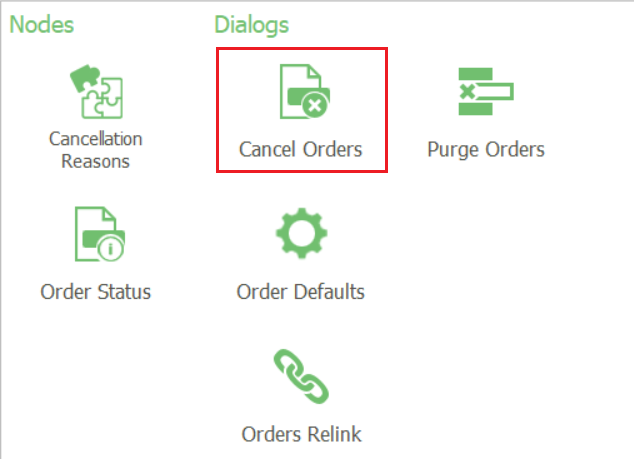 Nodes
Dialogs
Cancellation
Reasons
Cancel Orders
Purge Orders
Order Status
Order Defaults
Orders Relink